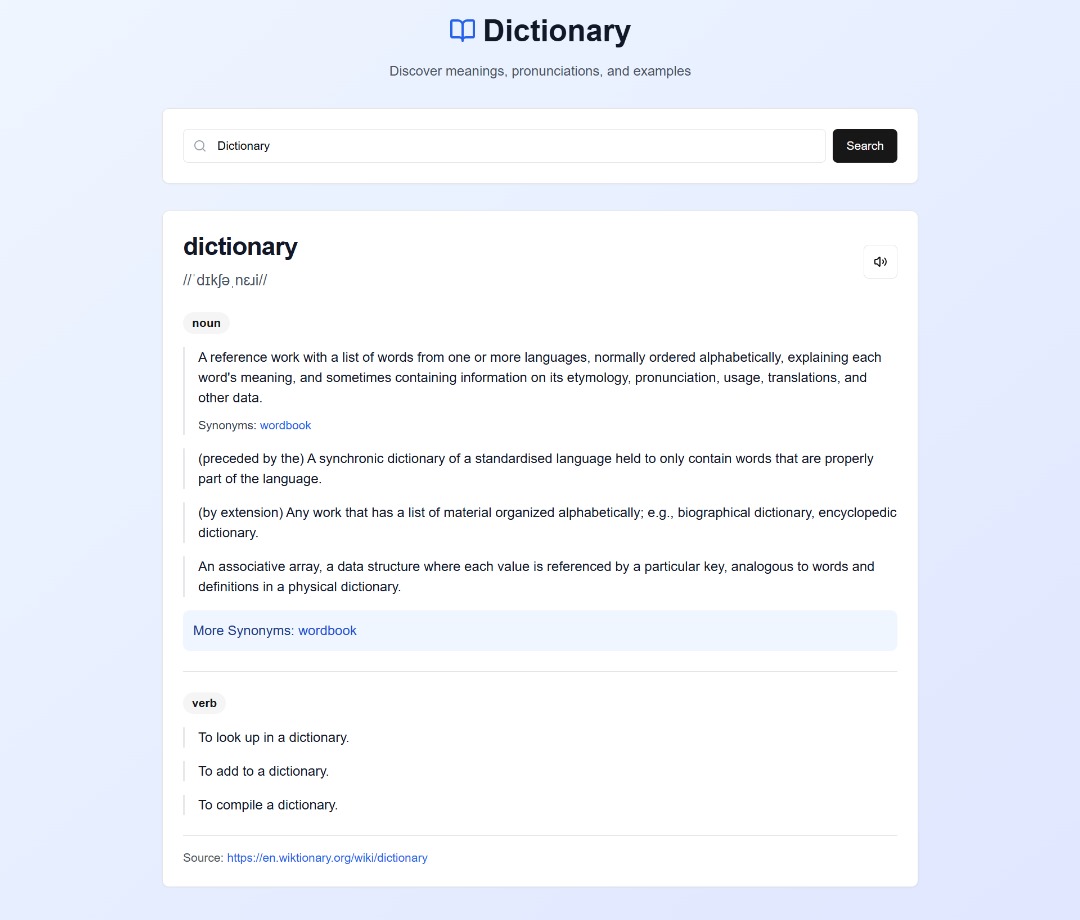 Dictionary
Discover meanings, pronunciations, and examples
Dictionary
Search
dictionary
//ˈdɪkʃəˌnɛɹi//
noun
A reference work with a list of words from one or more languages, normally ordered alphabetically, explaining each
word's meaning, and sometimes containing information on its etymology, pronunciation, usage, translations, and
other data.
Synonyms: wordbook
(preceded by the) A synchronic dictionary of a standardised language held to only contain words that are properly
part of the language.
(by extension) Any work that has a list of material organized alphabetically; e.g., biographical dictionary, encyclopedic
dictionary.
An associative array, a data structure where each value is referenced by a particular key, analogous to words and
definitions in a physical dictionary.
More Synonyms: wordbook
verb
To look up in a dictionary.
To add to a dictionary.
To compile a dictionary.
Source: https://en.wiktionary.org/wiki/dictionary